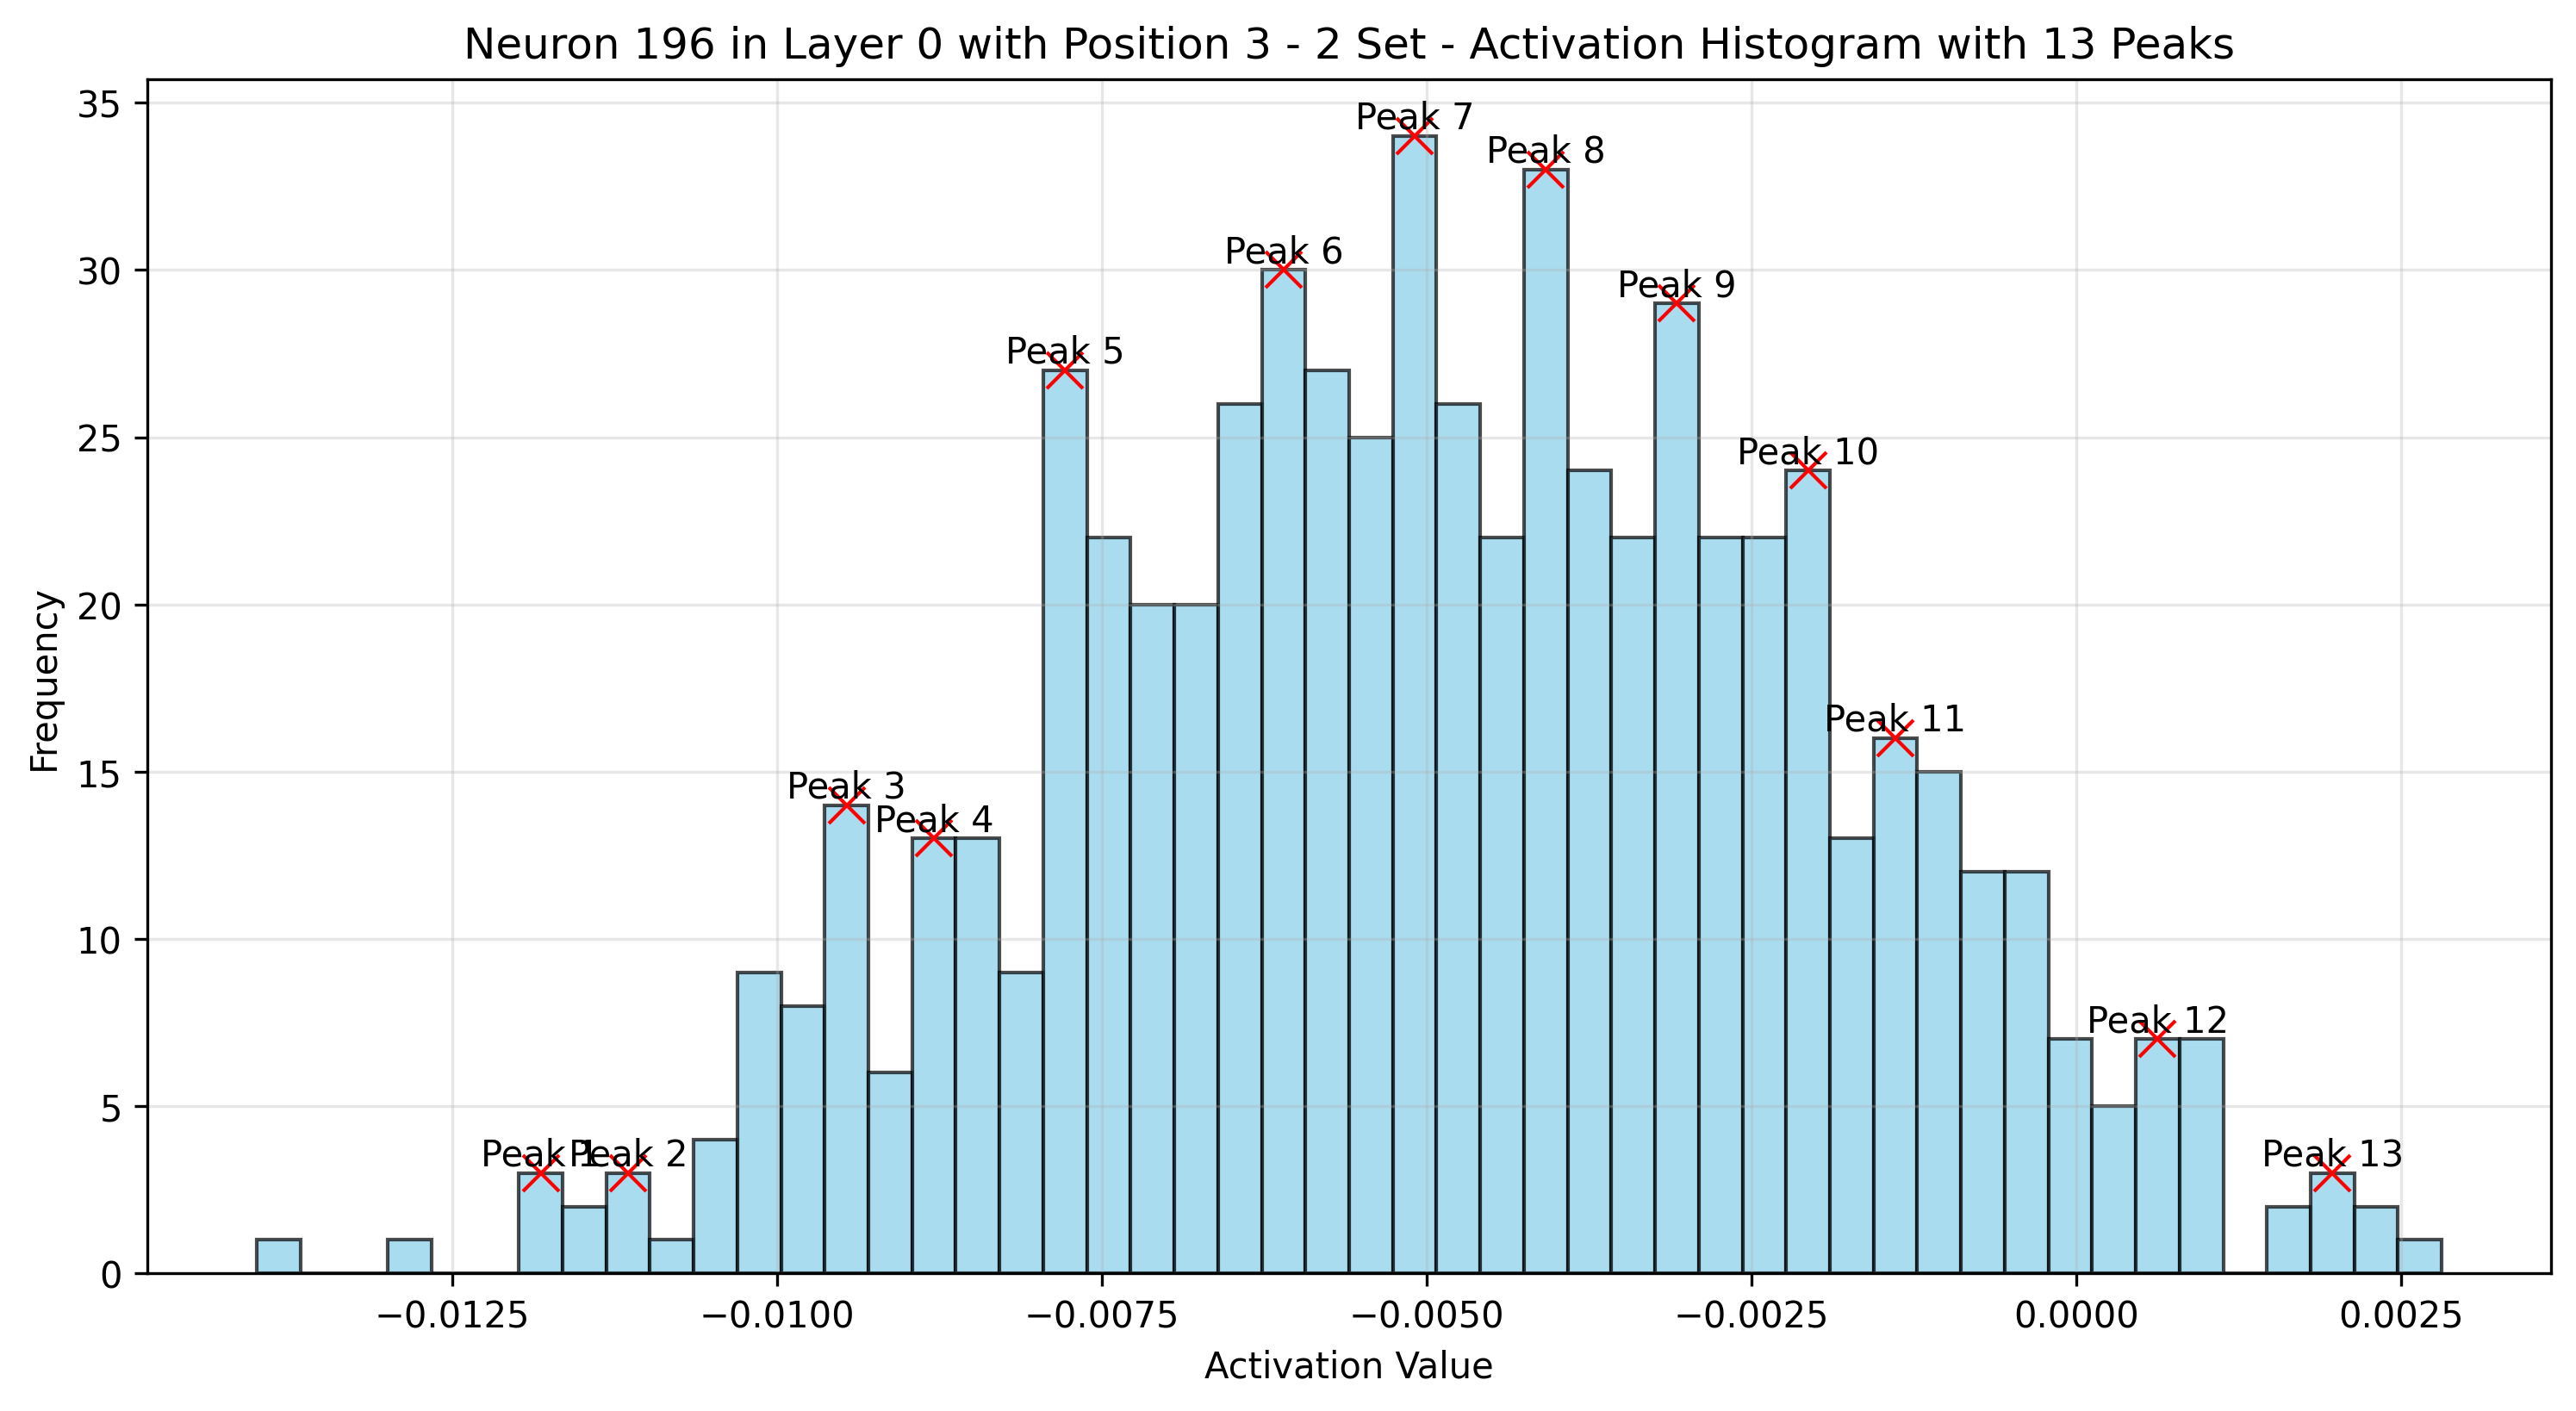 Neuron 196 in Layer 0 with Position 3 - 2 Set - Activation Histogram with 13 Peaks
35
Peak 7
Peak 8
30
Peak 6
Peak 9
Peak 5
25
Peak 10
20
Frequency
Peak 11
15
Peak 3
Peak 4
10
Peak 12
5
Peak 1
Peak 2
Peak 13
0
−0.0125
−0.0100
−0.0075
−0.0050
−0.0025
0.0000
0.0025
Activation Value